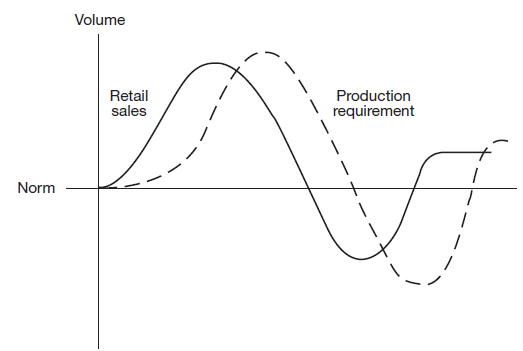 Volume
Retail
sales
Production
requirement
Norm